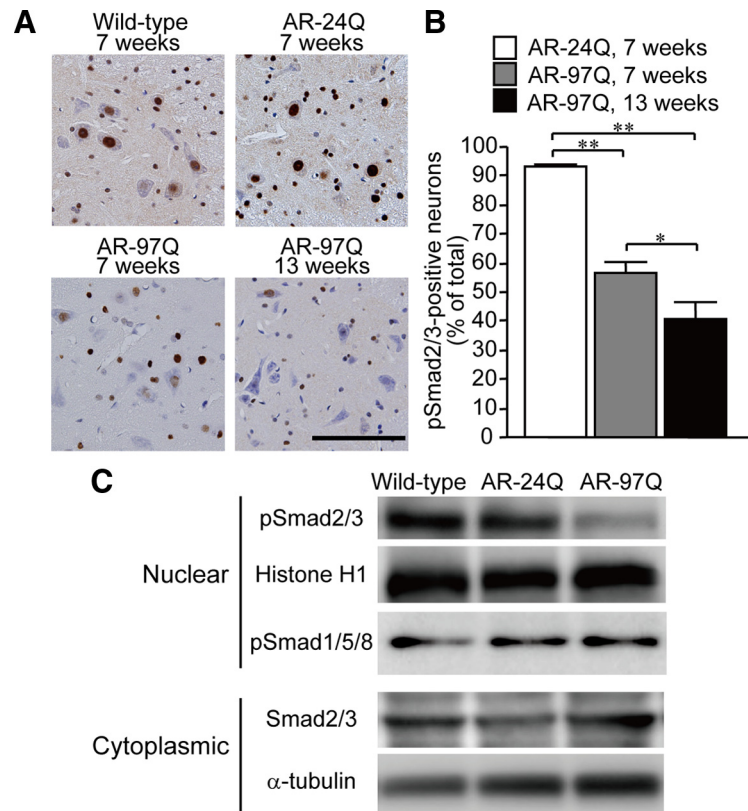 A
Wild-type
7 weeks
AR-24Q
7 weeks
AR-97Q
7 weeks
AR-97Q
13 weeks
B
AR-24Q, 7 weeks
AR-97Q, 7 weeks
AR-97Q, 13 weeks
pSmad2/3-positive neurons
(% of total)
100
90
80
70
60
50
40
30
20
10
0
**
**
*
C
Wild-type AR-24Q AR-97Q
Nuclear
pSmad2/3
Histone H1
pSmad1/5/8
Cytoplasmic
Smad2/3
α-tubulin